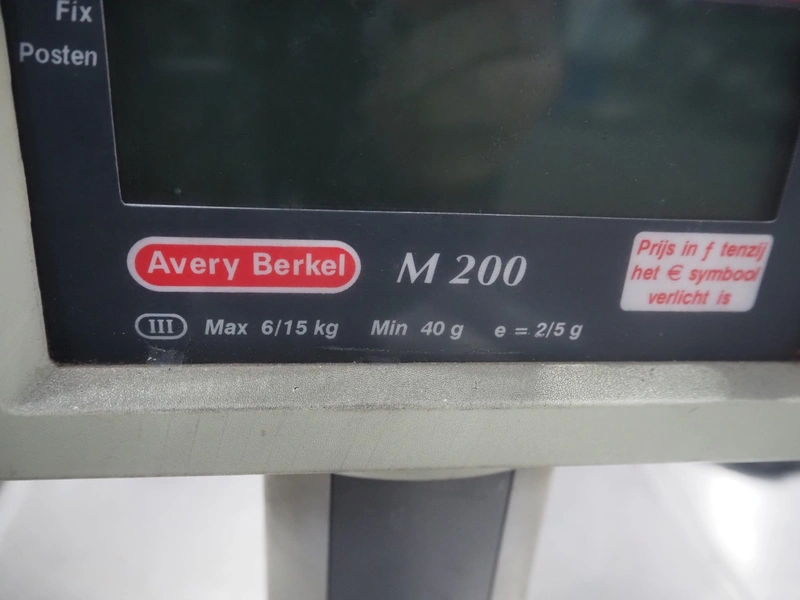 Fix
Posten
Avery Berkel
M 200
Prijs in ƒ tenzij
het € symbool
verlicht is
III Max 6/15 kg Min 40 g e = 2/5 g